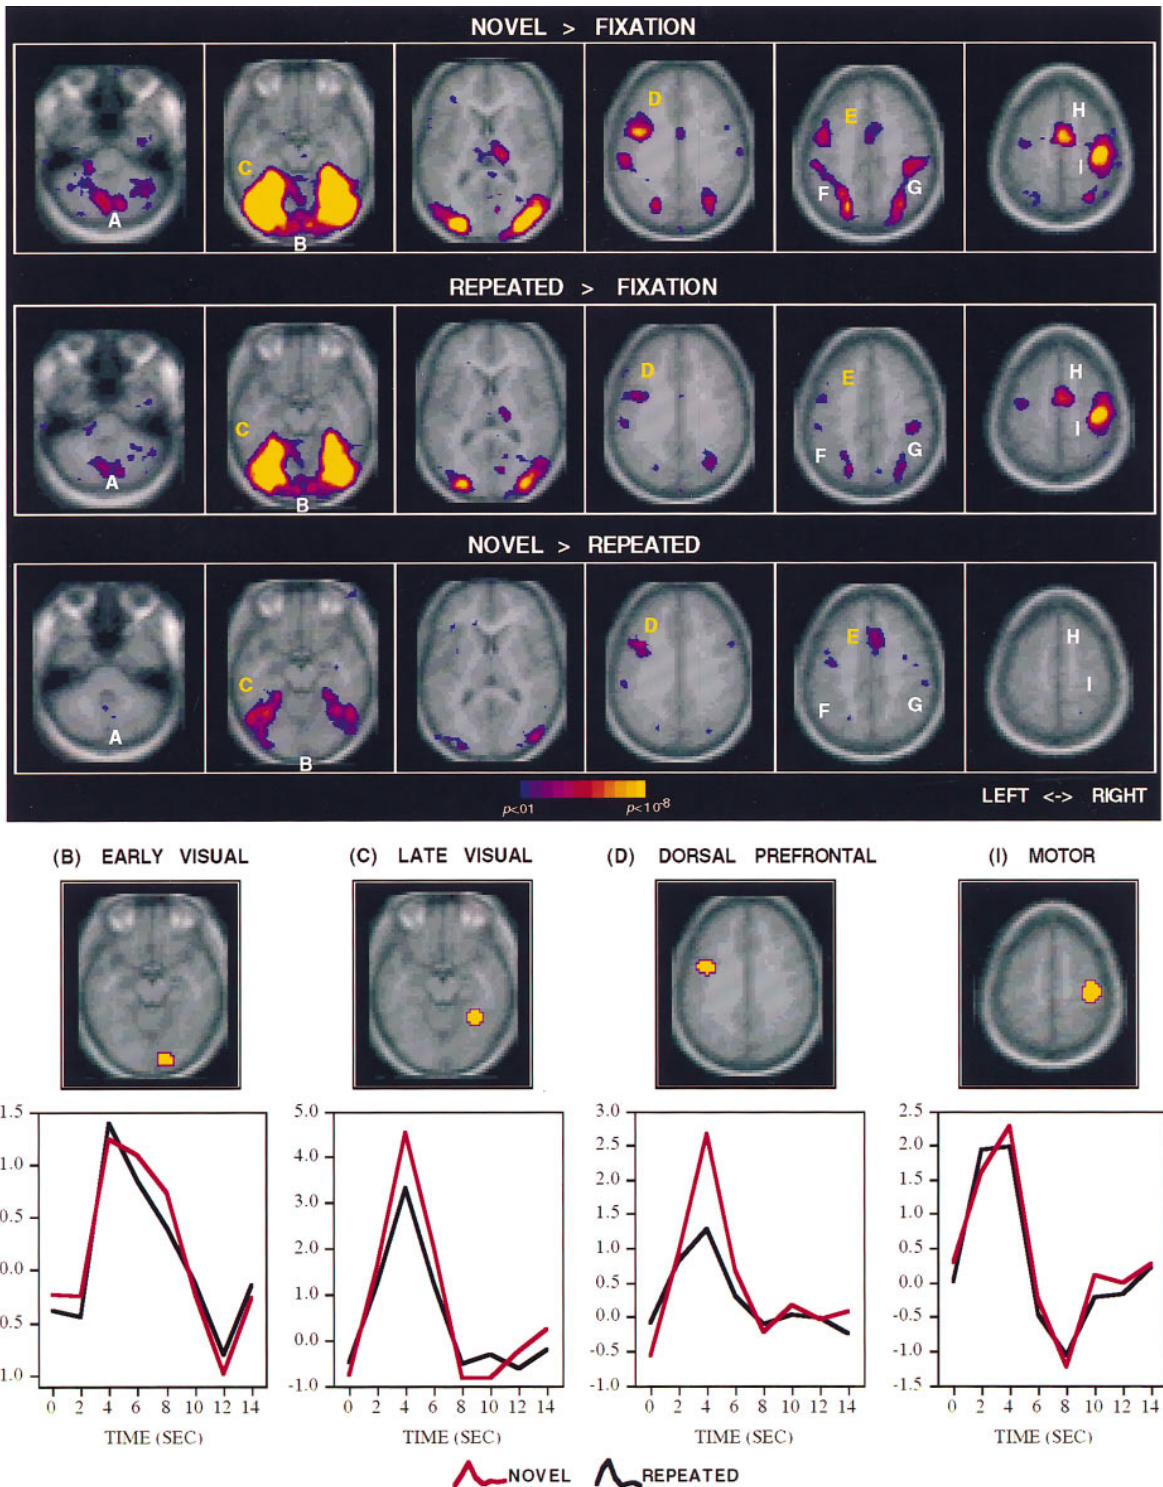 NOVEL > FIXATION
A
C
B
D
E
F
G
H
I
REPEATED > FIXATION
A
C
B
D
E
F
G
H
I
NOVEL > REPEATED
A
C
B
D
E
F
G
H
I
p<.01
p<10-8
LEFT <-> RIGHT
(B) EARLY VISUAL
(C) LATE VISUAL
(D) DORSAL PREFRONTAL
(I) MOTOR
1.5
1.0
0.5
0.0
0.5
1.0
0 2 4 6 8 10 12 14
TIME (SEC)
5.0
4.0
3.0
2.0
1.0
0.0
-1.0
0 2 4 6 8 10 12 14
TIME (SEC)
3.0
2.5
2.0
1.5
1.0
0.5
0.0
-0.5
-1.0
0 2 4 6 8 10 12 14
TIME (SEC)
2.5
2.0
1.5
1.0
0.5
0.0
-0.5
-1.0
-1.5
0 2 4 6 8 10 12 14
TIME (SEC)
NOVEL
REPEATED